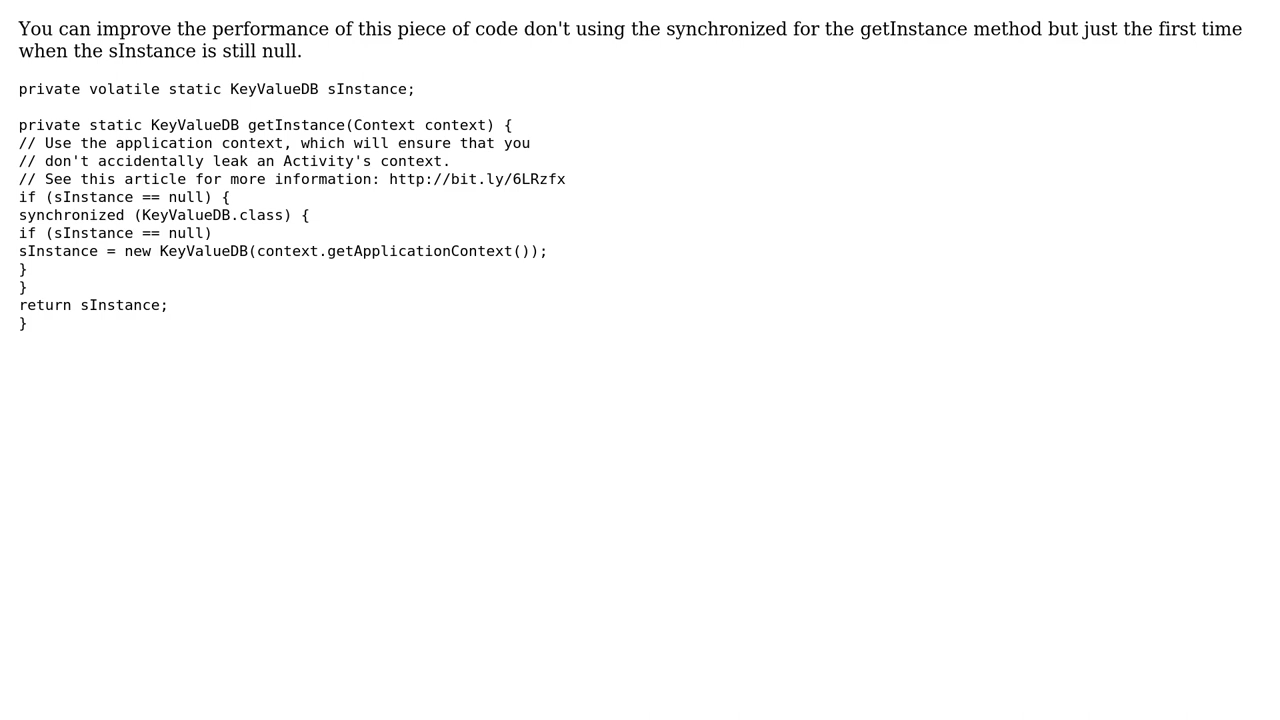 You can improve the performance of this piece of code don't using the synchronized for the getInstance method but just the first time
when the sInstance is still null.
private volatile static KeyValueDB sInstance;
private static KeyValueDB getInstance(Context context) {
// Use the application context, which will ensure that you
// don't accidentally leak an Activity's context.
// See this article for more information: http://bit.ly/6LRzfx
if (sInstance == null) {
synchronized (KeyValueDB.class) {
if (sInstance == null)
sInstance = new KeyValueDB(context.getApplicationContext());
}
}
return sInstance;
}